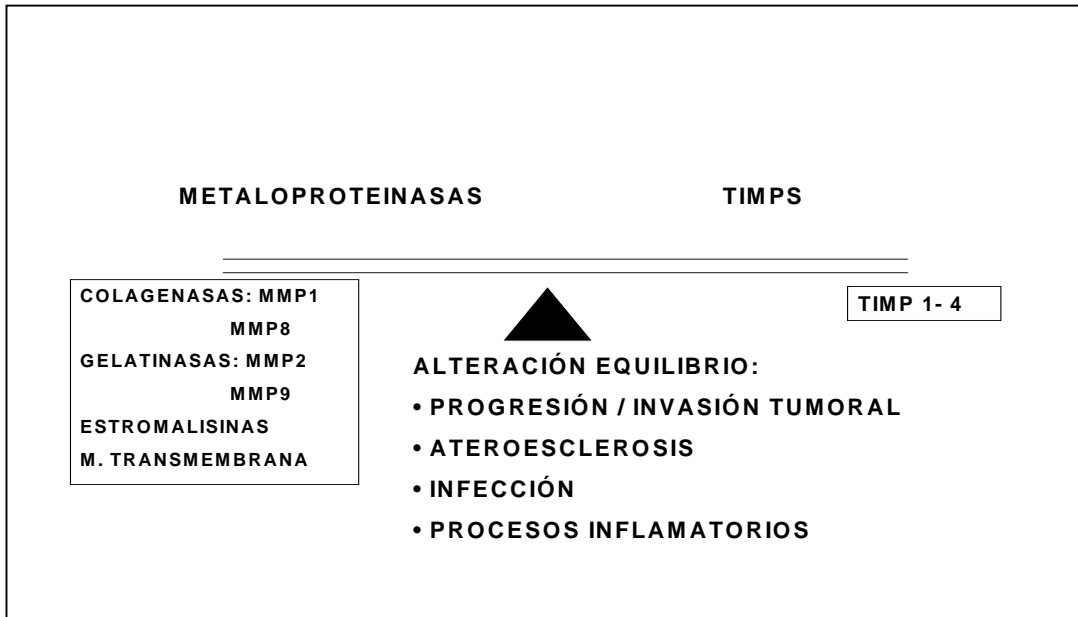 METALOPROTEINASAS TIMPS
COLAGENASAS: MMP1
MMP8
GELATINASAS: MMP2
MMP9
ESTROMALISINAS
M. TRANSMEMBRANA
TIMP 1- 4
ALTERACIÓN EQUILIBRIO:
• PROGRESIÓN / INVASIÓN TUMORAL
• ATEROESCLEROSIS
• INFECCIÓN
• PROCESOS INFLAMATORIOS